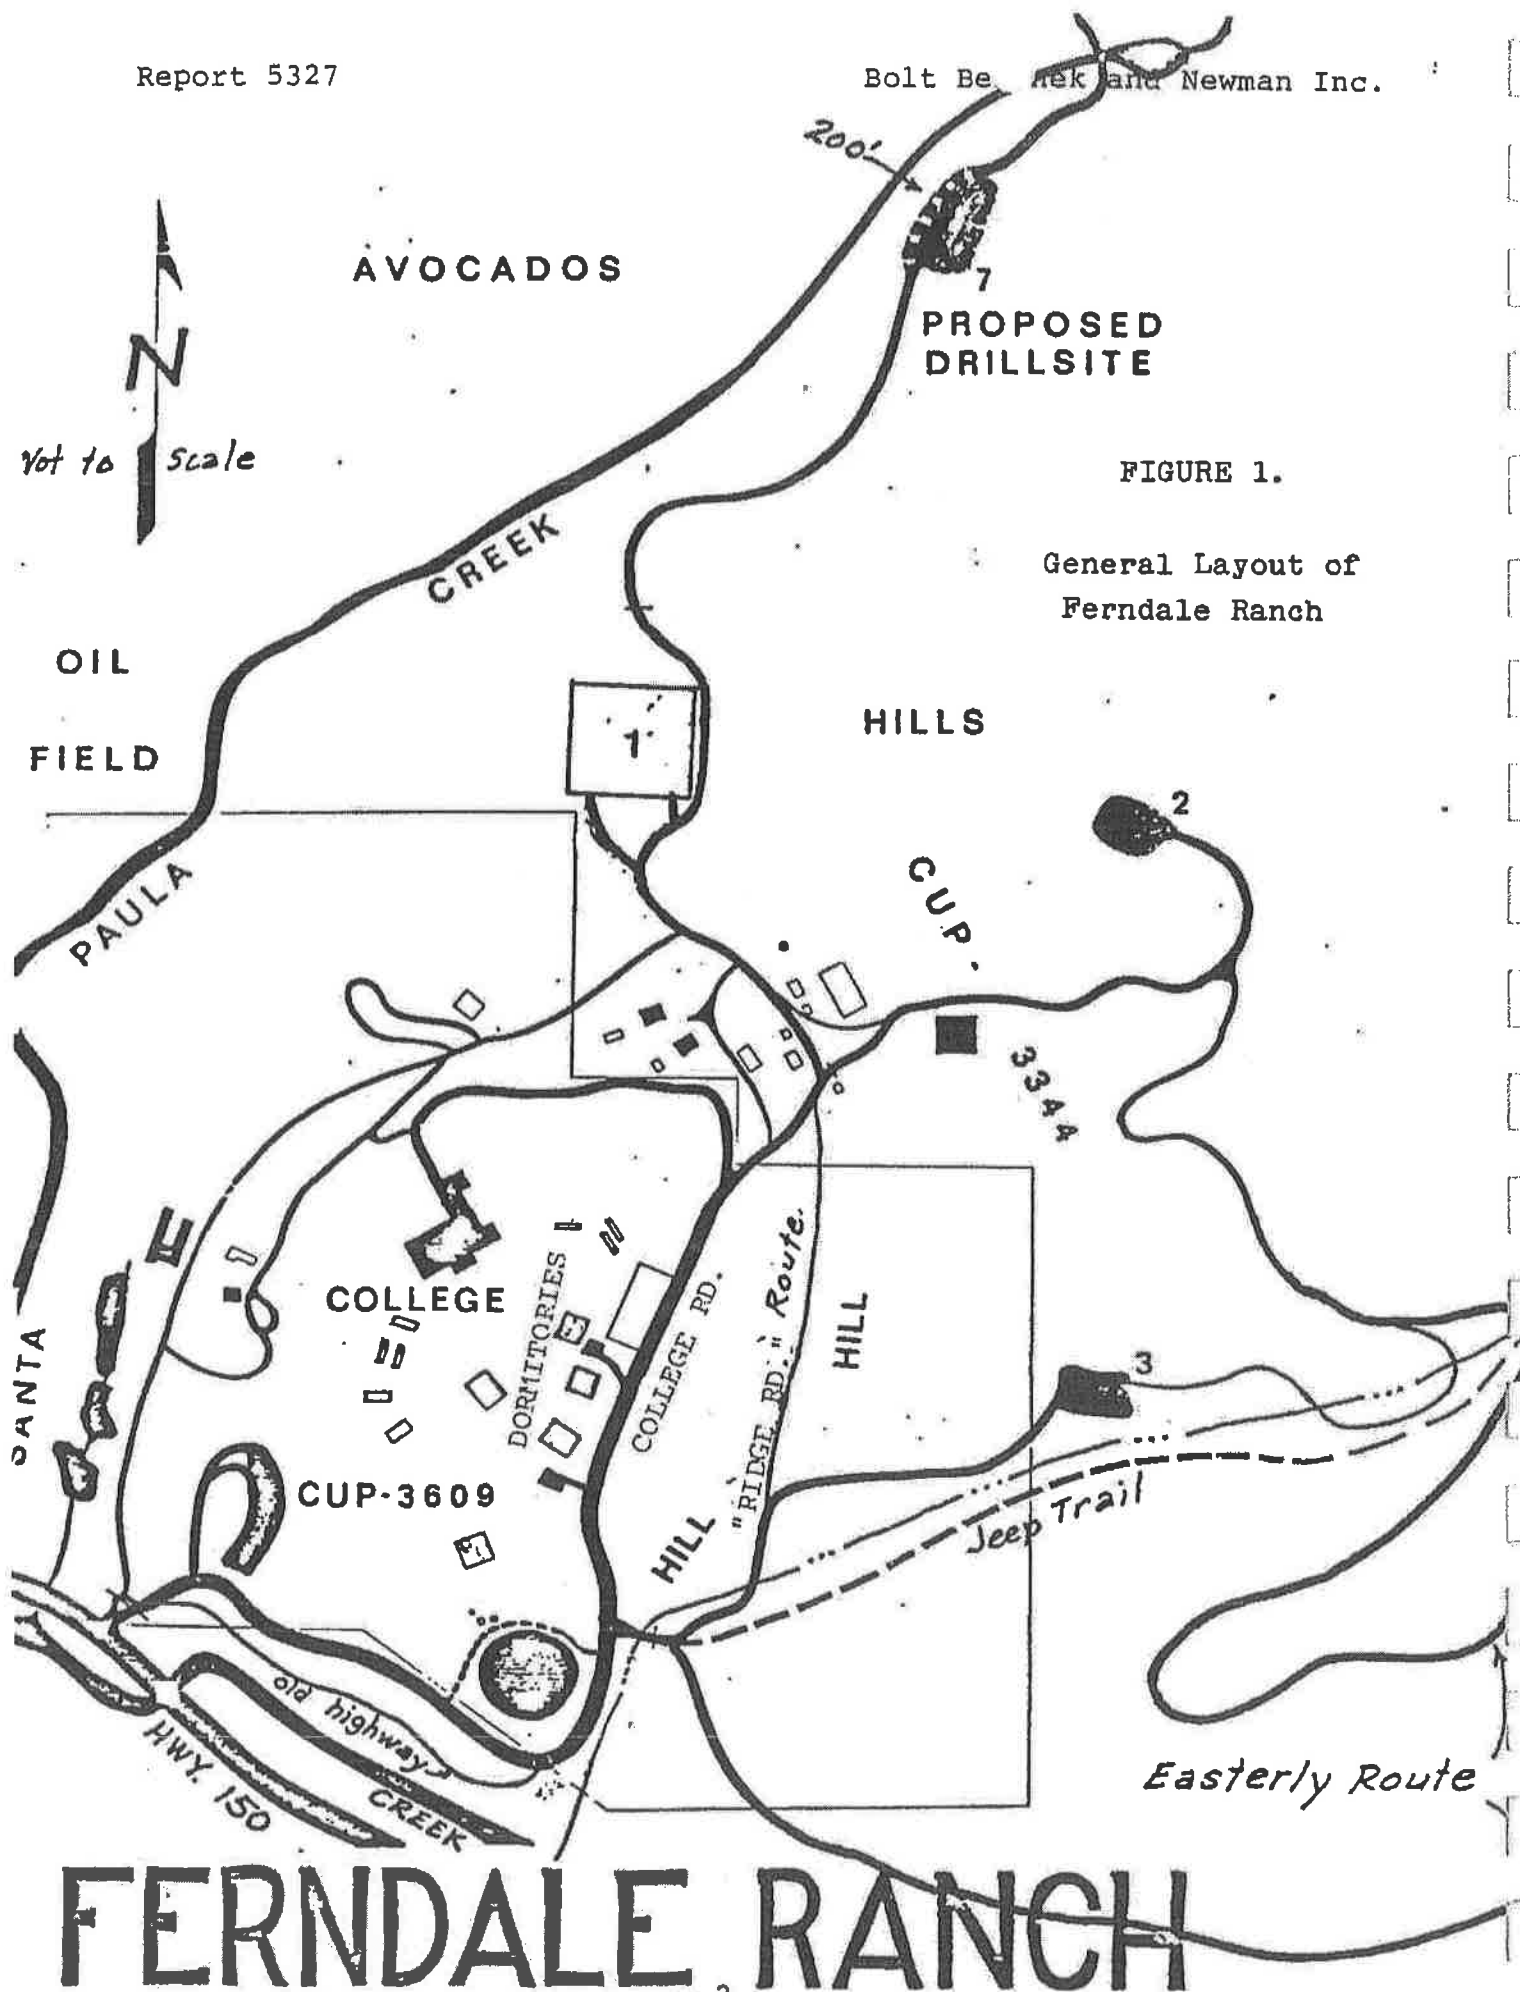 Report 5327
Bolt Be nek and Newman Inc.
200'
AVOCADOS
N
Not to Scale
7
PROPOSED
DRILLSITE
FIGURE 1.
General Layout of
Ferndale Ranch
CREEK
OIL
FIELD
1
HILLS
2
PAULA
CUP-
3344
SANTA
COLLEGE
DORMITORIES
COLLEGE RD.
"RIDGE RD." Route
HILL
HILL
3
CUP-3609
Jeep Trail
old highway
HWY. 150
CREEK
Easterly Route
FERNDALE RANCH